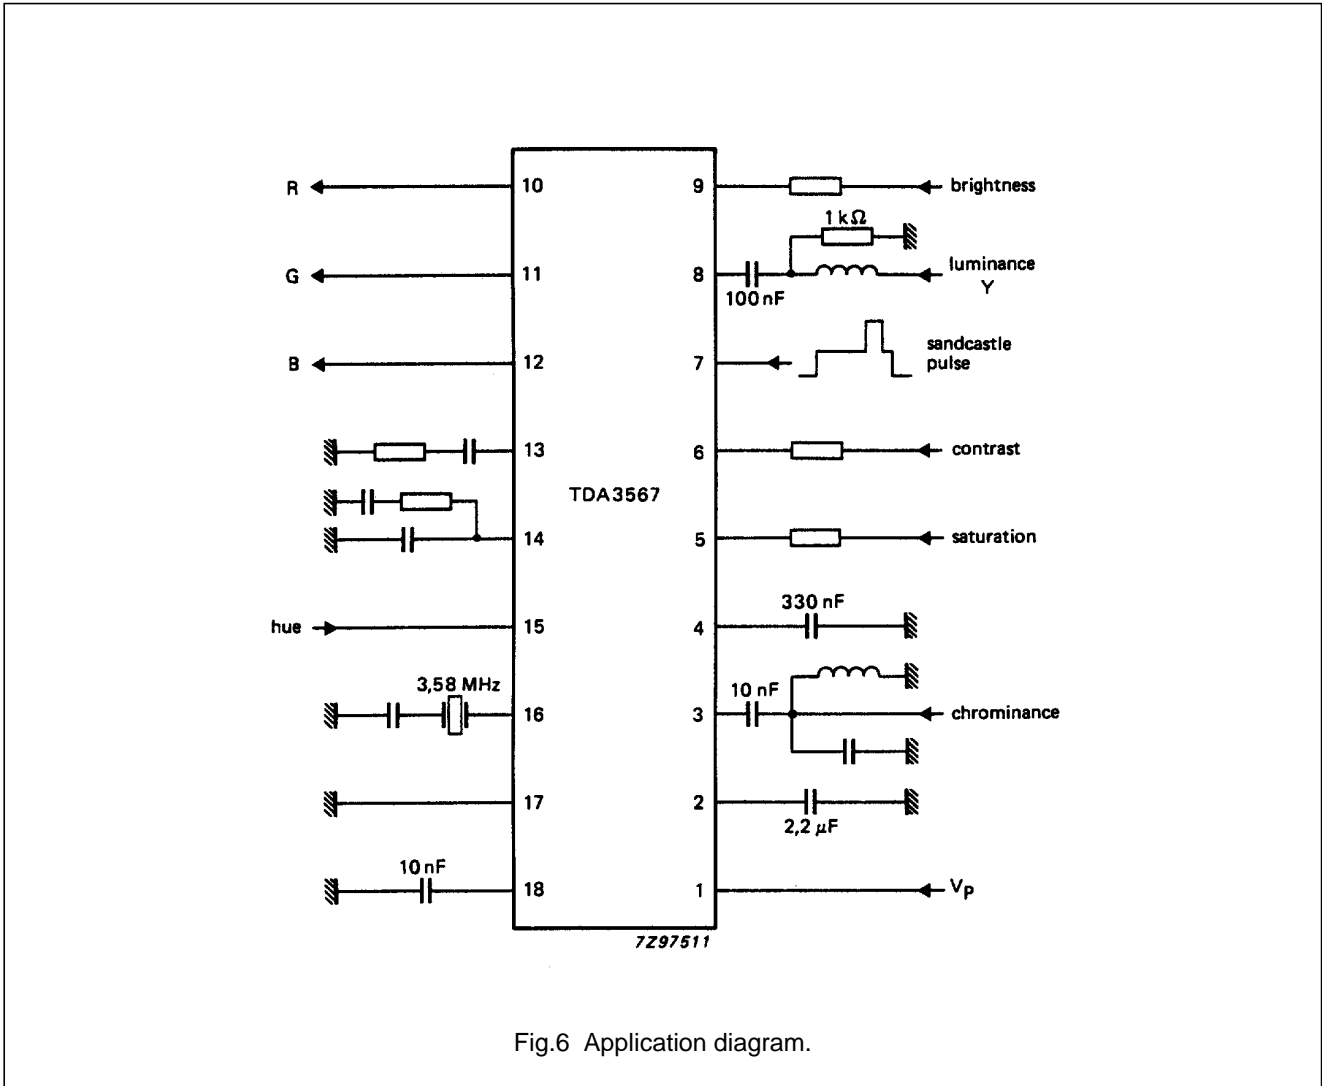 R
10
9
brightness
1 kΩ
G
11
8
100 nF
luminance
Y
B
12
7
sandcastle
pulse
13
6
contrast
TDA3567
14
5
saturation
330 nF
hue
15
4
3,58 MHz
10 nF
16
3
chrominance
17
2
2,2 μF
10 nF
18
1
VP
7Z97511
Fig.6 Application diagram.